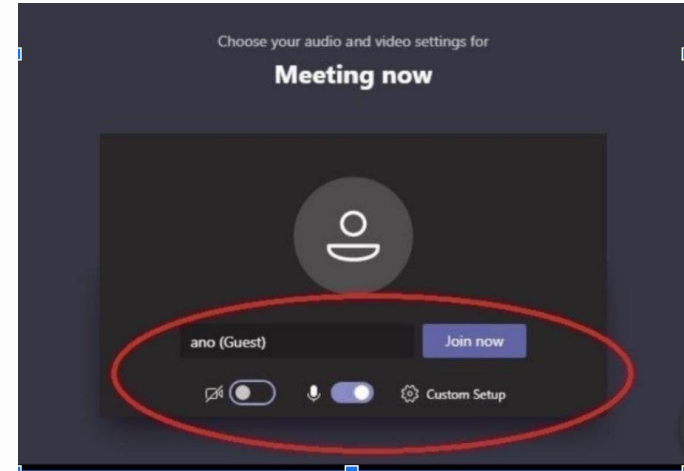 Choose your audio and video settings for
Meeting now
ano (Guest)
Join now
Custom Setup